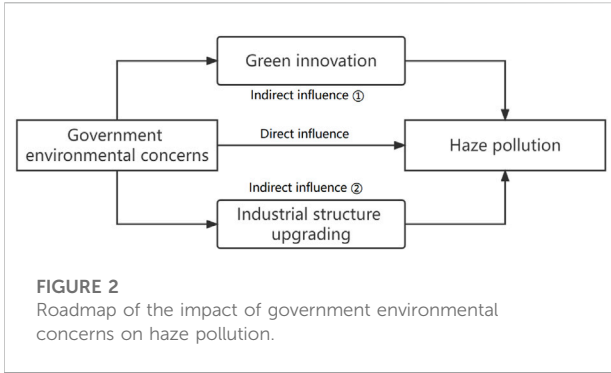 Green innovation
Indirect influence ①
Government
environmental concerns
Direct influence
Haze pollution
Indirect influence ②
Industrial structure
upgrading
FIGURE 2
Roadmap of the impact of government environmental
concerns on haze pollution.